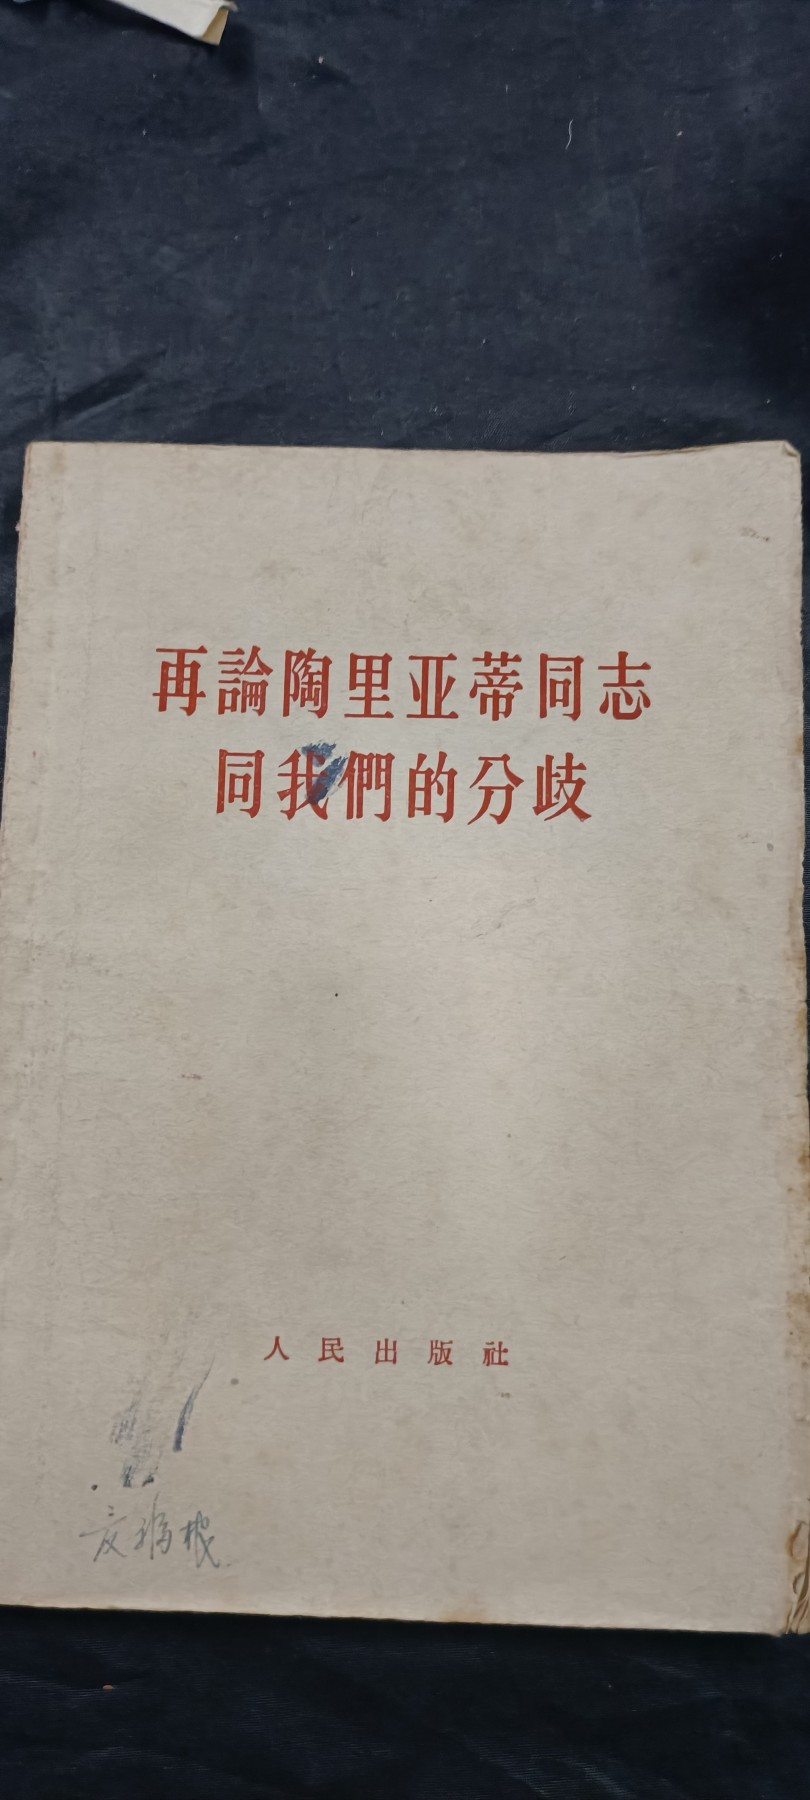 再論陶里亚蒂同志
同我們的分歧
人民出版社